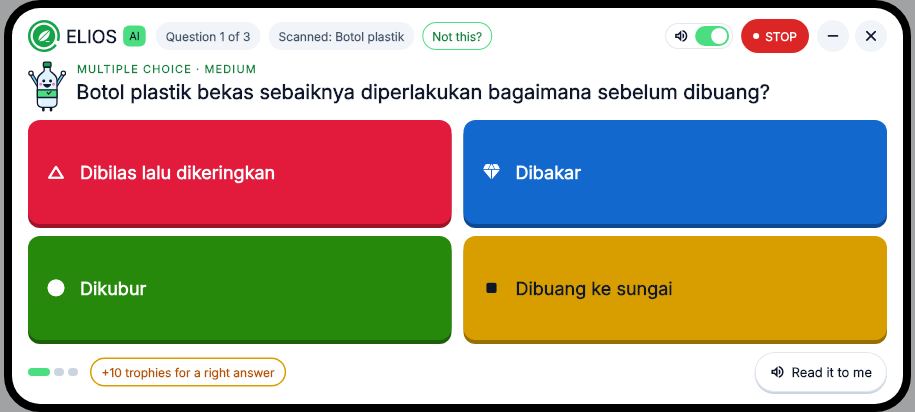 ELIOS AI Question 1 of 3 Scanned: Botol plastik Not this? STOP
MULTIPLE CHOICE · MEDIUM
Botol plastik bekas sebaiknya diperlakukan bagaimana sebelum dibuang?
Dibilas lalu dikeringkan
Dibakar
Dikubur
Dibuang ke sungai
+10 trophies for a right answer
Read it to me